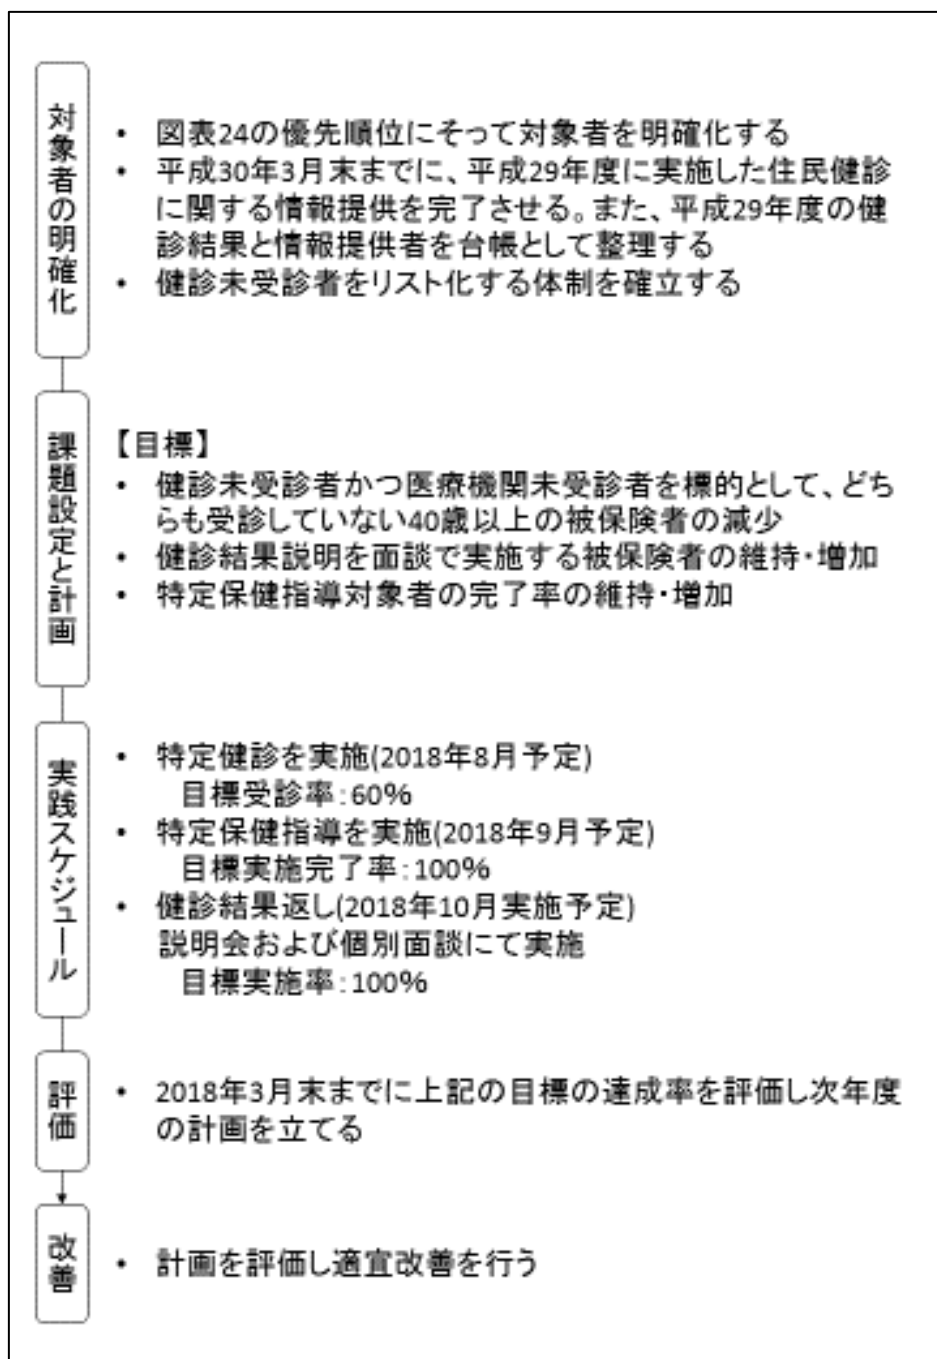 対象者の明確化
• 図表24の優先順位にそって対象者を明確化する
• 平成30年3月末までに、平成29年度に実施した住民健診
に関する情報提供を完了させる。また、平成29年度の健
診結果と情報提供者を台帳として整理する
• 健診未受診者をリスト化する体制を確立する
課題設定と計画
【目標】
• 健診未受診者かつ医療機関未受診者を標的として、どち
らも受診していない40歳以上の被保険者の減少
• 健診結果説明を面談で実施する被保険者の維持・増加
• 特定保健指導対象者の完了率の維持・増加
実践スケジュール
• 特定健診を実施(2018年8月予定)
目標受診率:60%
• 特定保健指導を実施(2018年9月予定)
目標実施完了率:100%
• 健診結果返し(2018年10月実施予定)
説明会および個別面談にて実施
目標実施率:100%
評価
• 2018年3月末までに上記の目標の達成率を評価し次年度
の計画を立てる
改善
• 計画を評価し適宜改善を行う